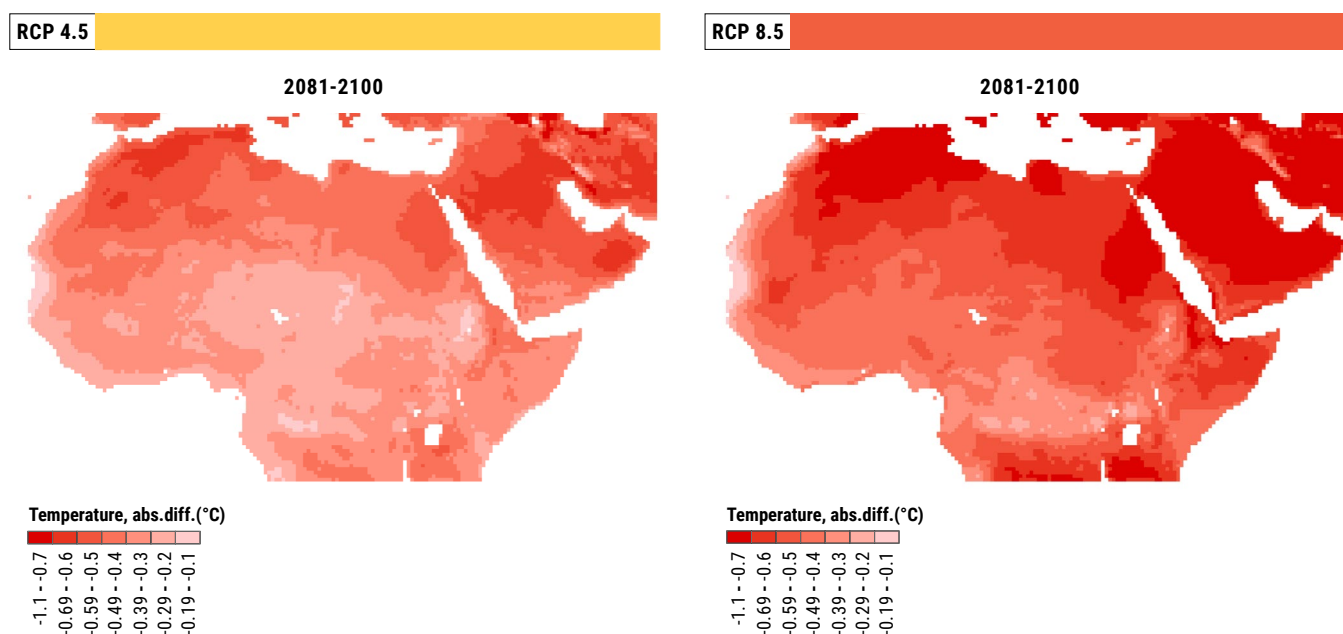 RCP 4.5
2081-2100
Temperature, abs.diff.(°C)
-1.1 - -0.7
-0.69 - -0.6
-0.59 - -0.5
-0.49 - -0.4
-0.39 - -0.3
-0.29 - -0.2
-0.19 - -0.1
RCP 8.5
2081-2100
Temperature, abs.diff.(°C)
-1.1 - -0.7
-0.69 - -0.6
-0.59 - -0.5
-0.49 - -0.4
-0.39 - -0.3
-0.29 - -0.2
-0.19 - -0.1